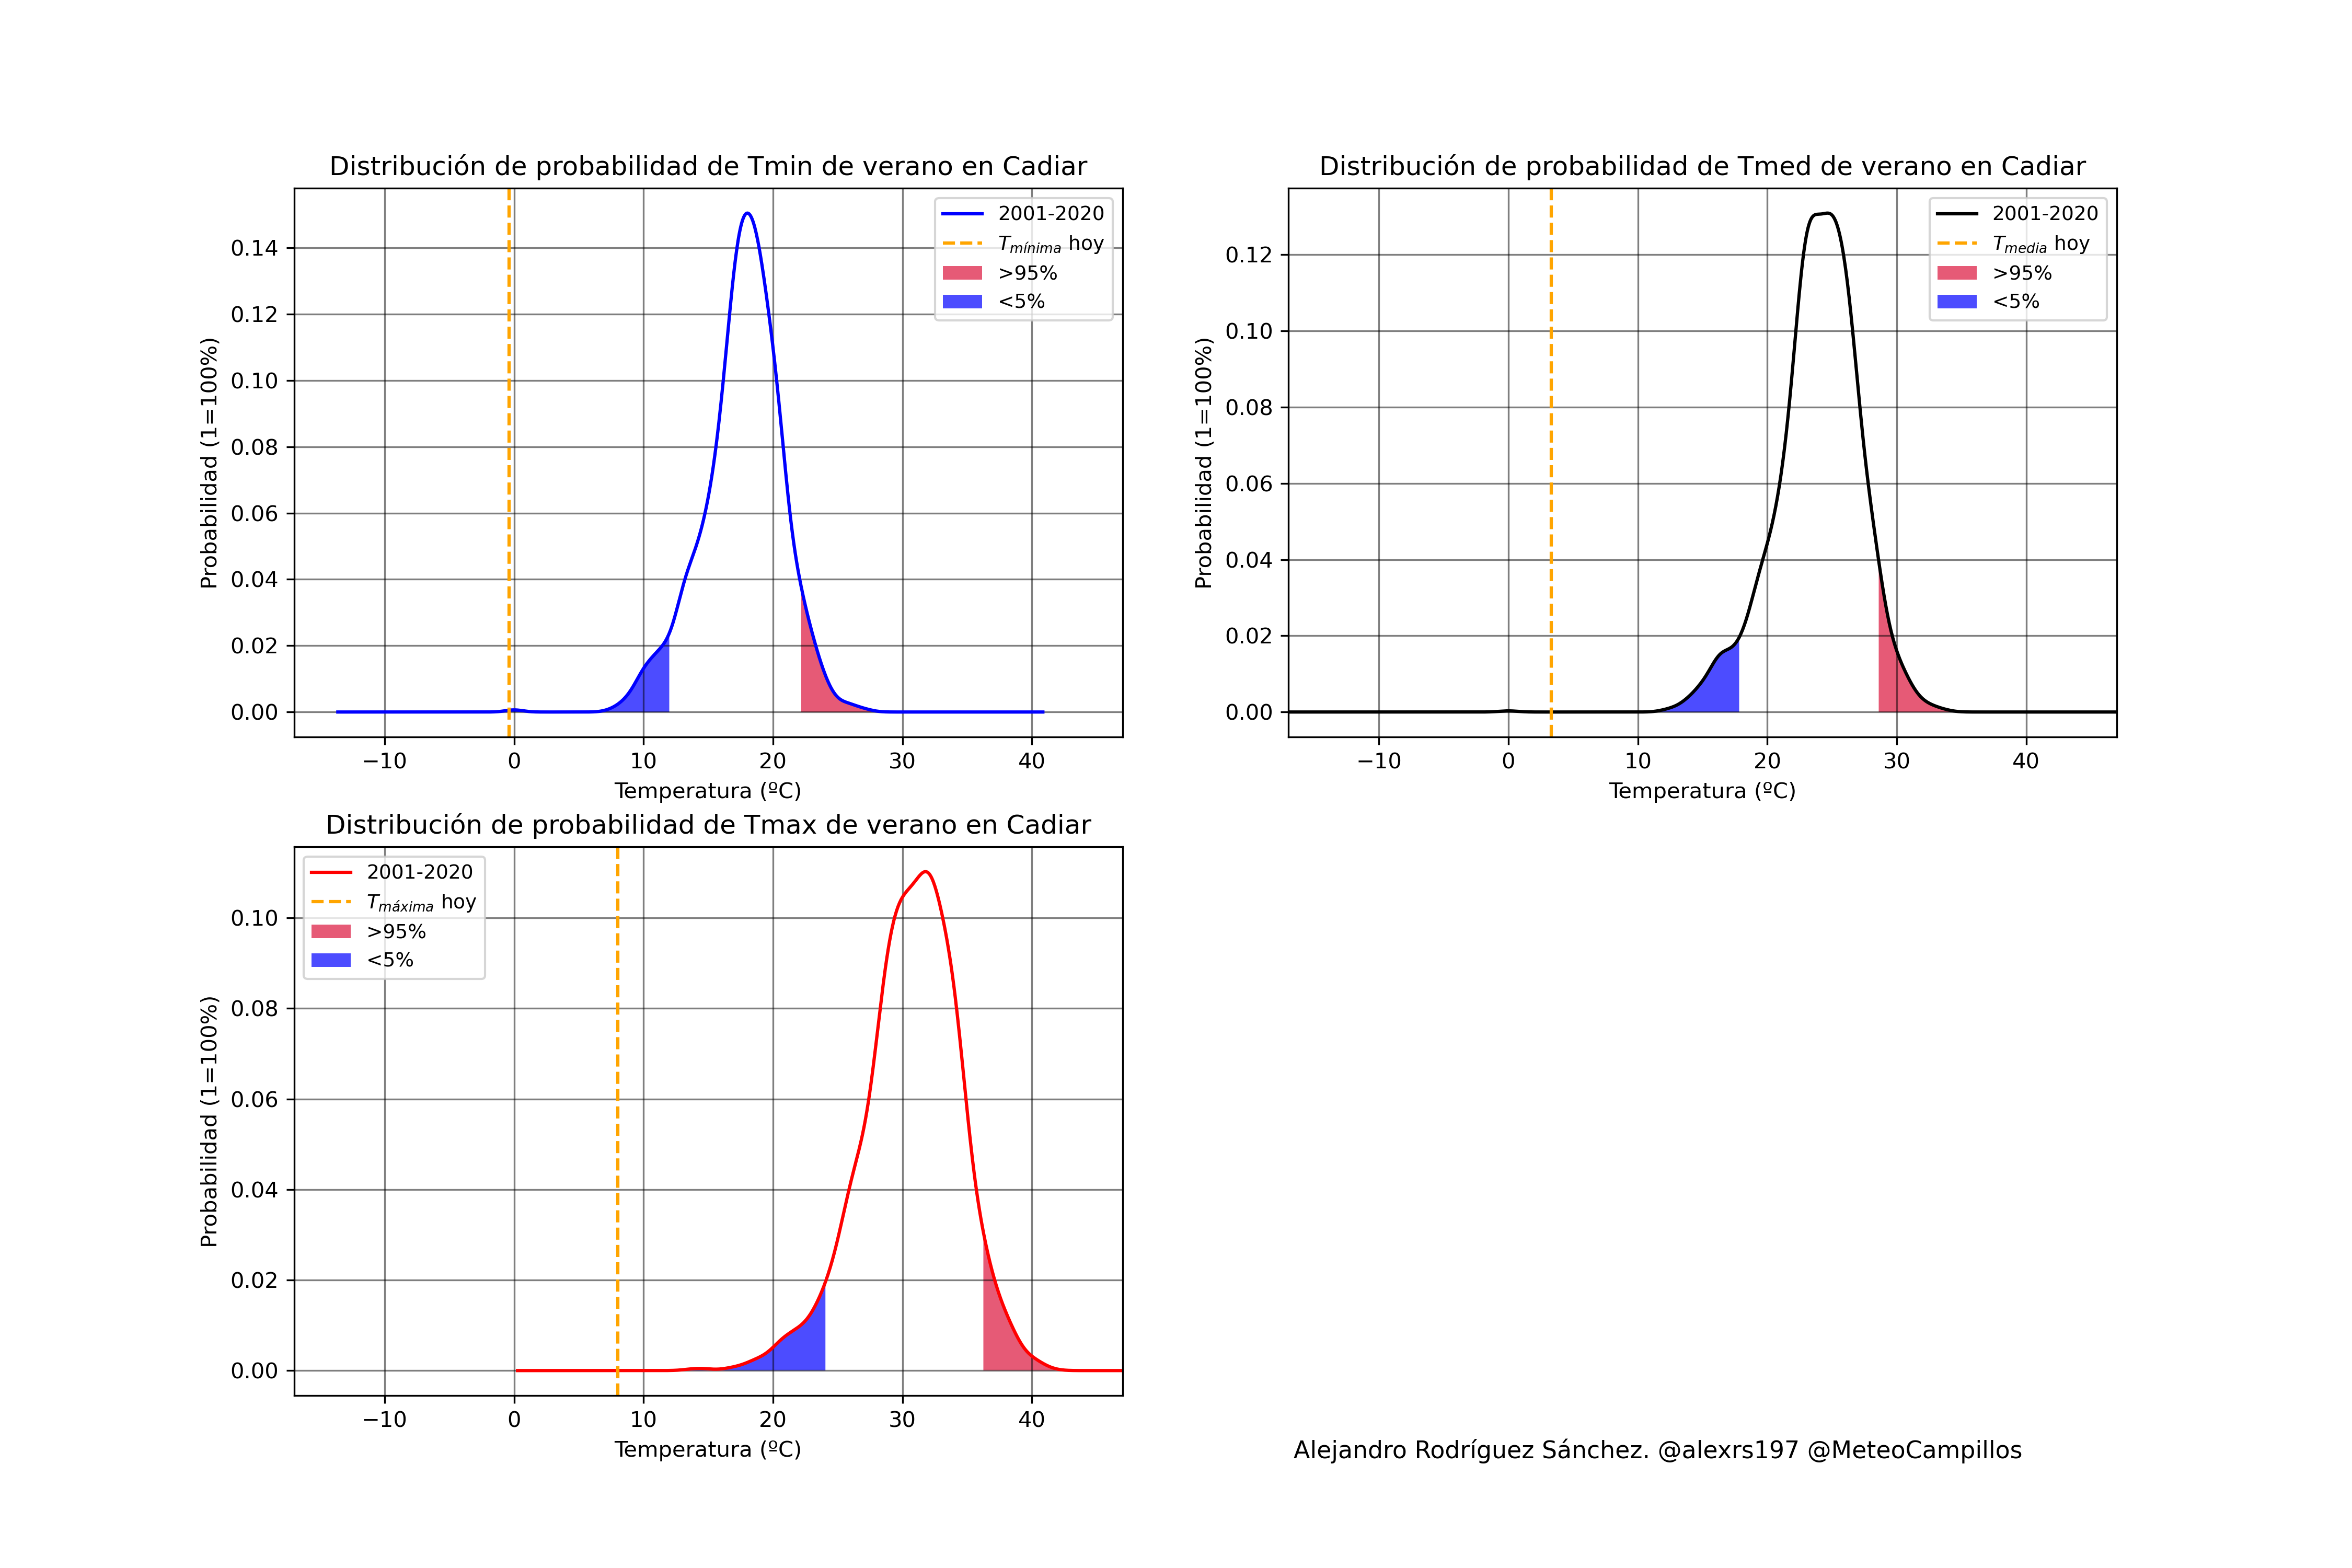 Distribución de probabilidad de Tmin de verano en Cadiar
Probabilidad (1=100%)
0.14
0.12
0.10
0.08
0.06
0.04
0.02
0.00
−10 0 10 20 30 40
Temperatura (ºC)
2001-2020
Tmínima hoy
>95%
<5%
Distribución de probabilidad de Tmed de verano en Cadiar
Probabilidad (1=100%)
0.12
0.10
0.08
0.06
0.04
0.02
0.00
−10 0 10 20 30 40
Temperatura (ºC)
2001-2020
Tmedia hoy
>95%
<5%
Distribución de probabilidad de Tmax de verano en Cadiar
Probabilidad (1=100%)
0.10
0.08
0.06
0.04
0.02
0.00
−10 0 10 20 30 40
Temperatura (ºC)
2001-2020
Tmáxima hoy
>95%
<5%
Alejandro Rodríguez Sánchez. @alexrs197 @MeteoCampillos